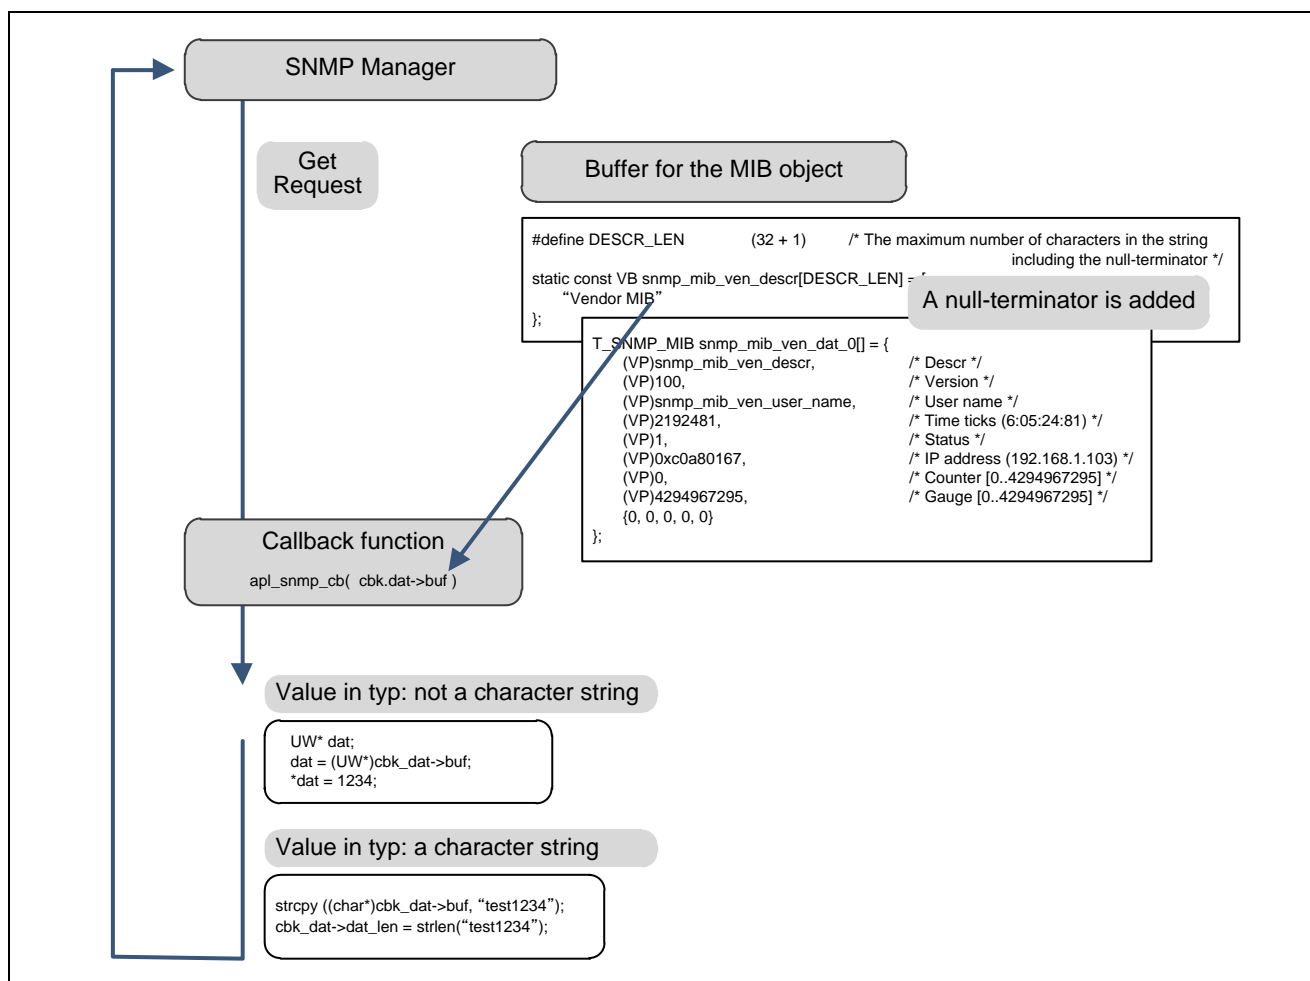 SNMP Manager
Get
Request
Buffer for the MIB object
#define DESCR_LEN (32 + 1) /* The maximum number of characters in the string
including the null-terminator */
static const VB snmp_mib_ven_descr[DESCR_LEN] =
“Vendor MIB”
};
A null-terminator is added
T_SNMP_MIB snmp_mib_ven_dat_0[] = {
(VP)snmp_mib_ven_descr, /* Descr */
(VP)100, /* Version */
(VP)snmp_mib_ven_user_name, /* User name */
(VP)2192481, /* Time ticks (6:05:24:81) */
(VP)1, /* Status */
(VP)0xc0a80167, /* IP address (192.168.1.103) */
(VP)0, /* Counter [0..4294967295] */
(VP)4294967295, /* Gauge [0..4294967295] */
{0, 0, 0, 0, 0}
};
Callback function
apl_snmp_cb( cbk.dat->buf )
Value in typ: not a character string
UW* dat;
dat = (UW*)cbk_dat->buf;
*dat = 1234;
Value in typ: a character string
strcpy ((char*)cbk_dat->buf, “test1234”);
cbk_dat->dat_len = strlen(“test1234”);